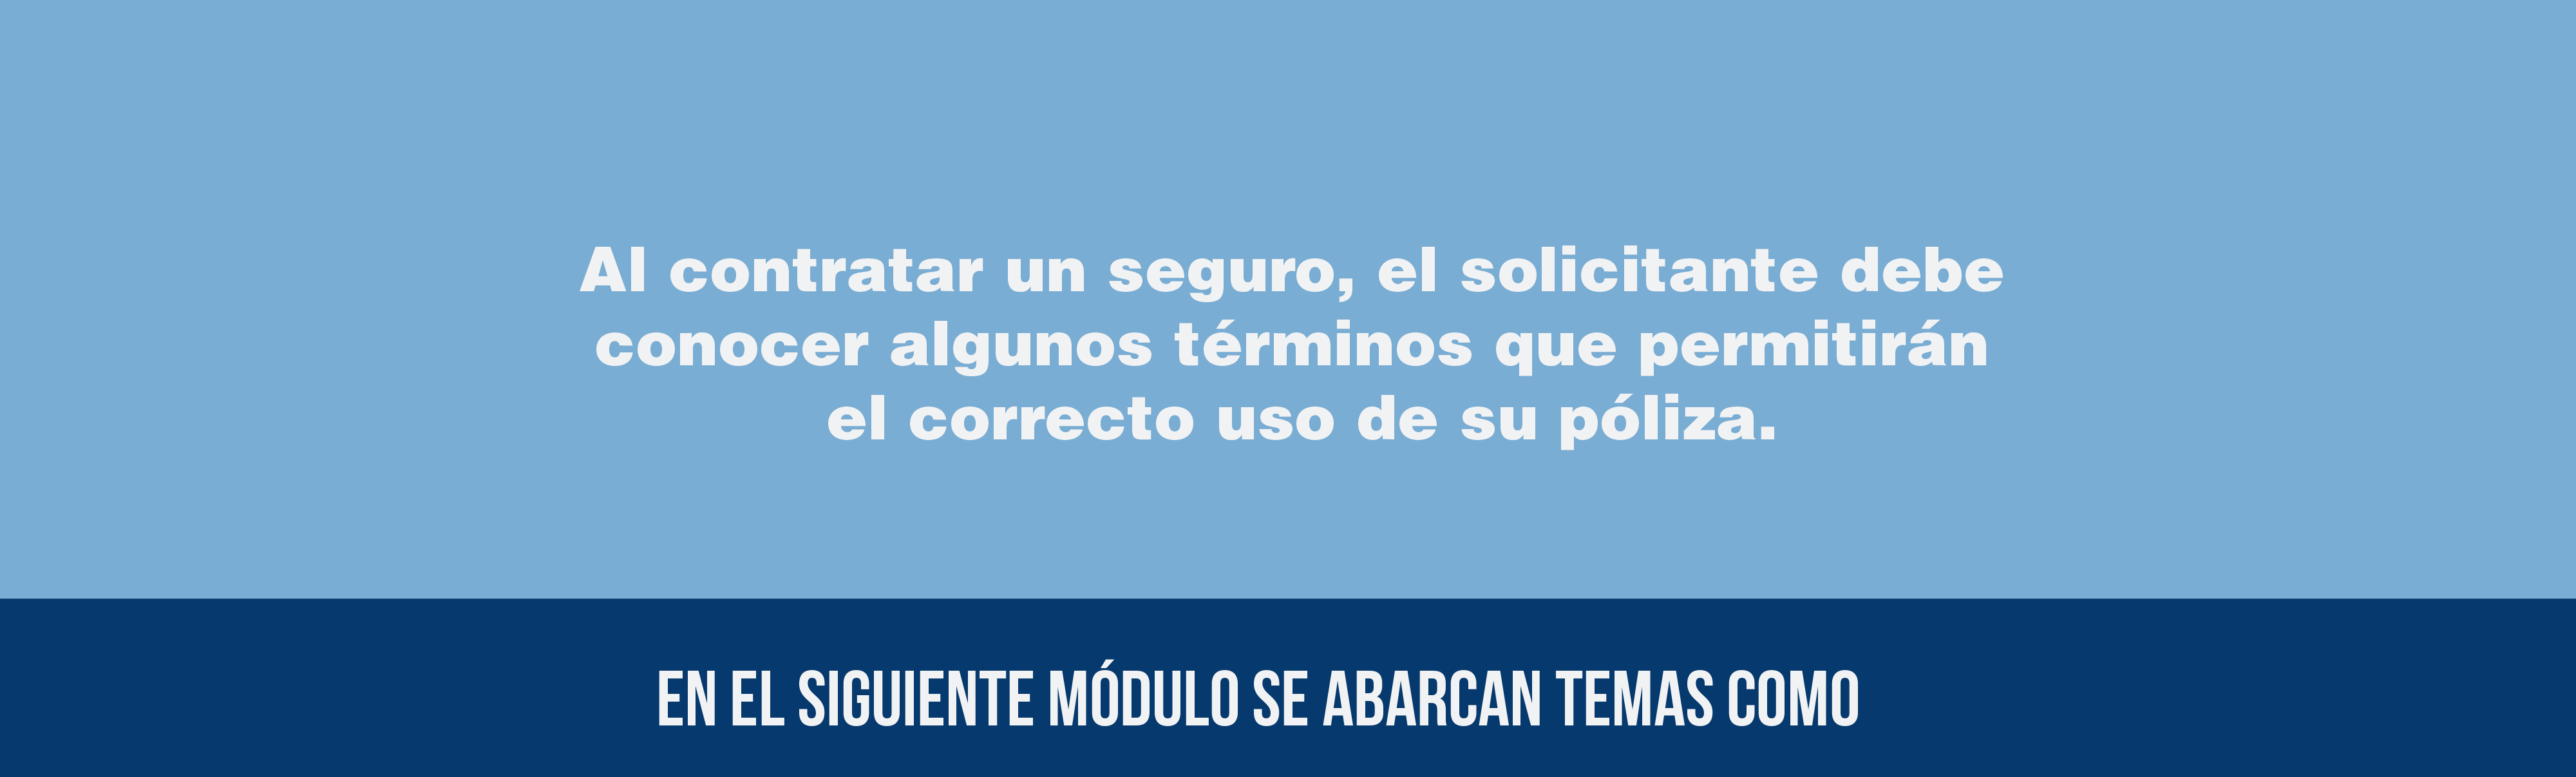 Al contratar un seguro, el solicitante debe
conocer algunos términos que permitirán
el correcto uso de su póliza.
EN EL SIGUIENTE MÓDULO SE ABARCAN TEMAS COMO